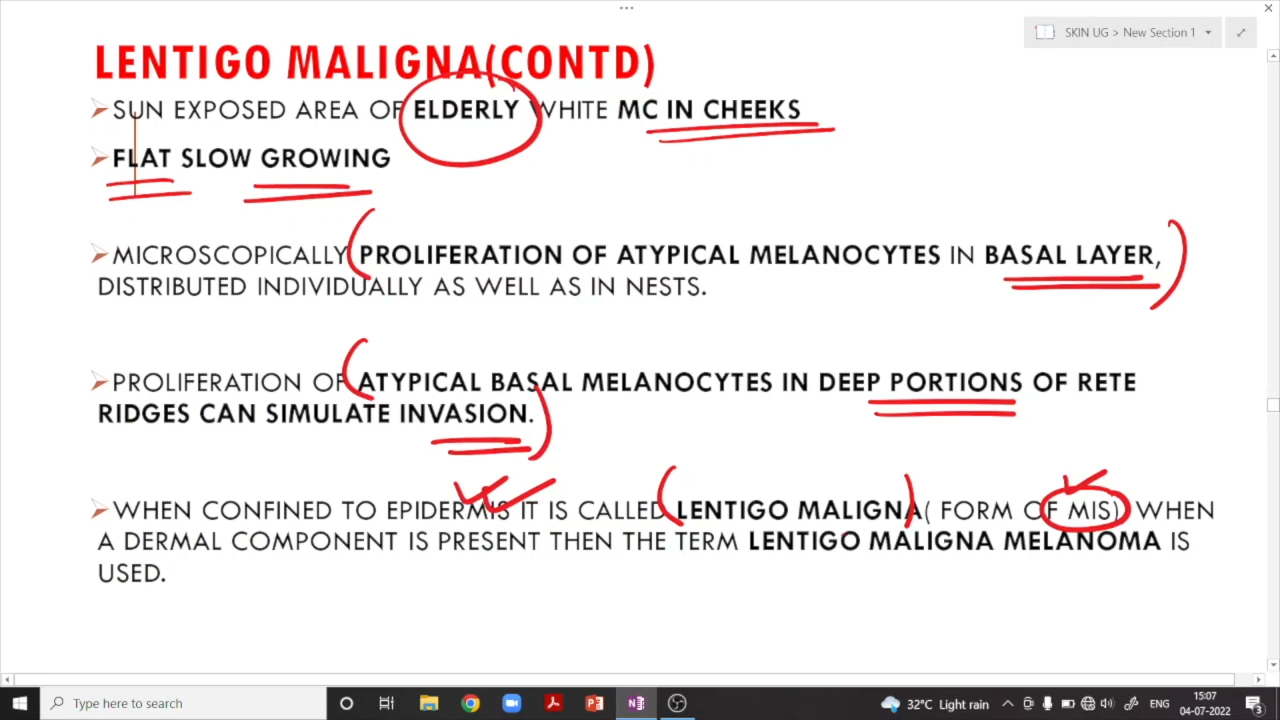 SKIN UG > New Section 1
LENTIGO MALIGNA(CONTD)
SUN EXPOSED AREA OF ELDERLY WHITE MC IN CHEEKS
FLAT SLOW GROWING
MICROSCOPICALLY PROLIFERATION OF ATYPICAL MELANOCYTES IN BASAL LAYER,
DISTRIBUTED INDIVIDUALLY AS WELL AS IN NESTS.
PROLIFERATION OF ATYPICAL BASAL MELANOCYTES IN DEEP PORTIONS OF RETE
RIDGES CAN SIMULATE INVASION.
WHEN CONFINED TO EPIDERMIS IT IS CALLED LENTIGO MALIGNA( FORM OF MIS) WHEN
A DERMAL COMPONENT IS PRESENT THEN THE TERM LENTIGO MALIGNA MELANOMA IS
USED.
Type here to search
32°C Light rain
ENG
15:07
04-07-2022
3